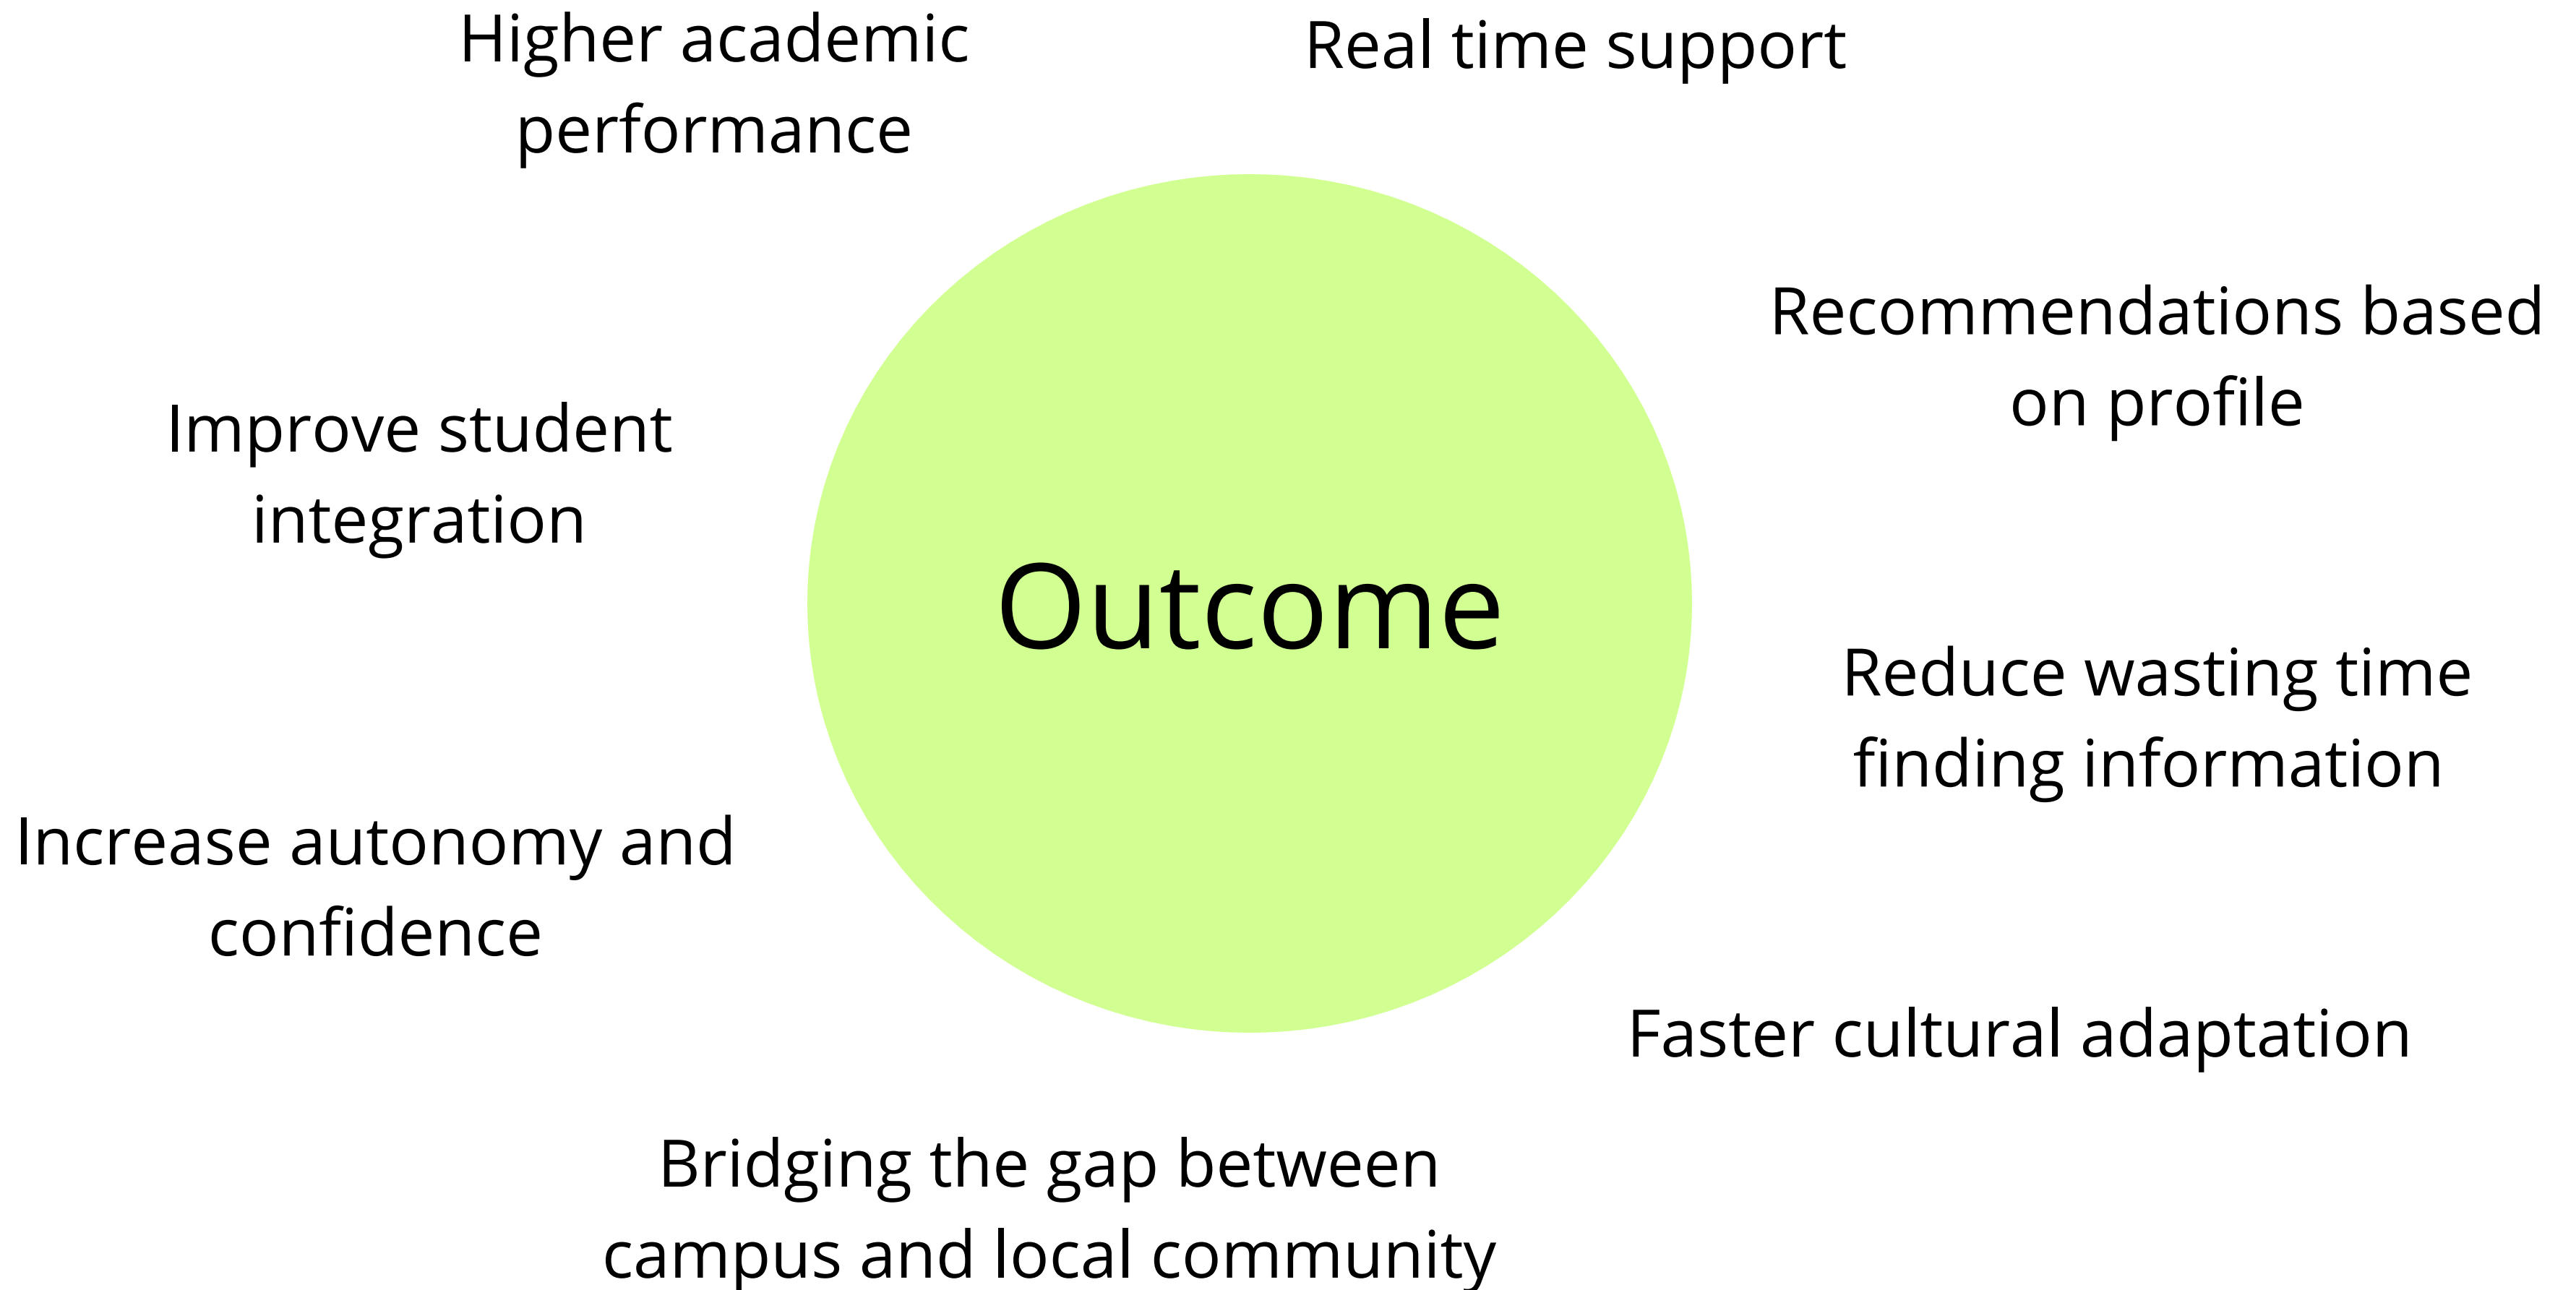 Higher academic
performance
Real time support
Recommendations based
on profile
Improve student
integration
Outcome
Reduce wasting time
finding information
Increase autonomy and
confidence
Faster cultural adaptation
Bridging the gap between
campus and local community